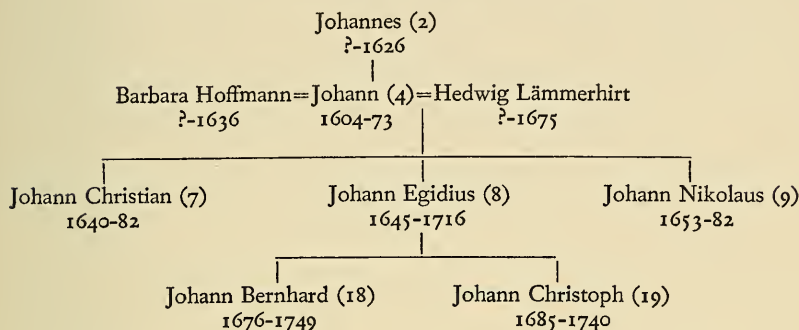 Johannes (2)
?-1626
Barbara Hoffmann=Johann (4)=Hedwig Lämmerhirt
?-1636 1604-73 ?-1675
Johann Christian (7) Johann Egidius (8) Johann Nikolaus (9)
1640-82 1645-1716 1653-82
Johann Bernhard (18) Johann Christoph (19)
1676-1749 1685-1740